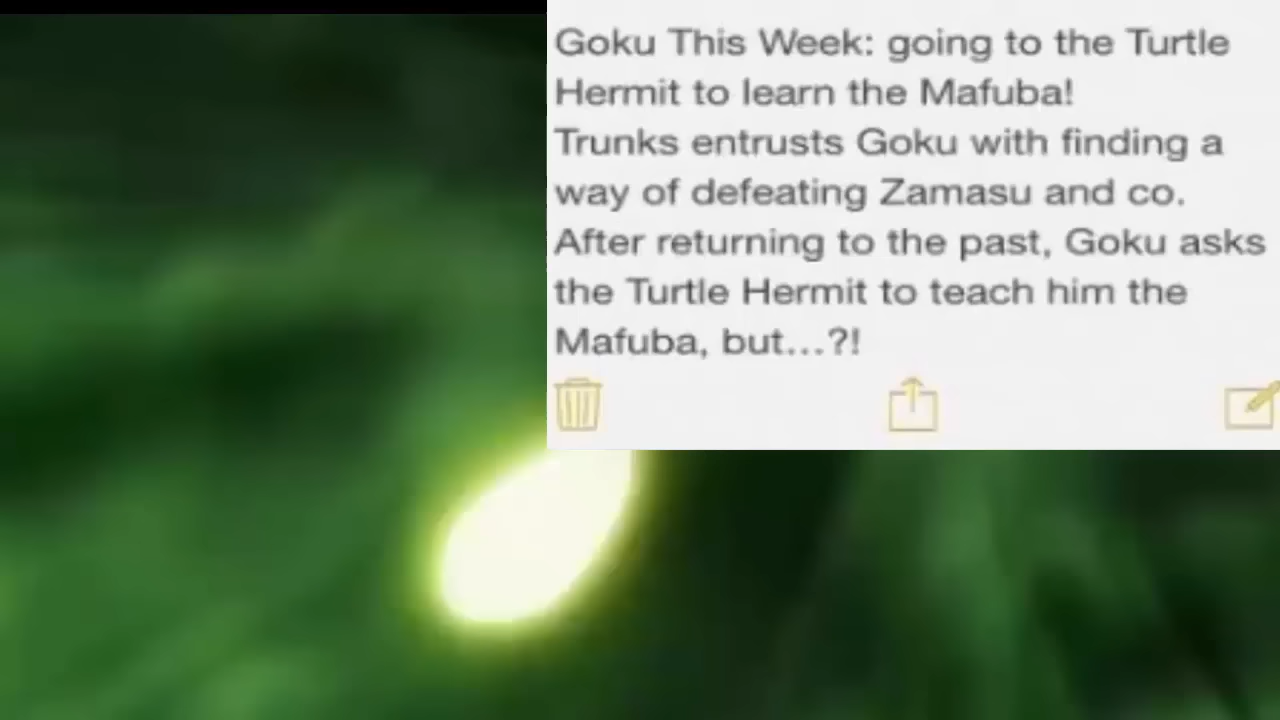 Goku This Week: going to the Turtle
Hermit to learn the Mafuba!
Trunks entrusts Goku with finding a
way of defeating Zamasu and co.
After returning to the past, Goku asks
the Turtle Hermit to teach him the
Mafuba, but...?!